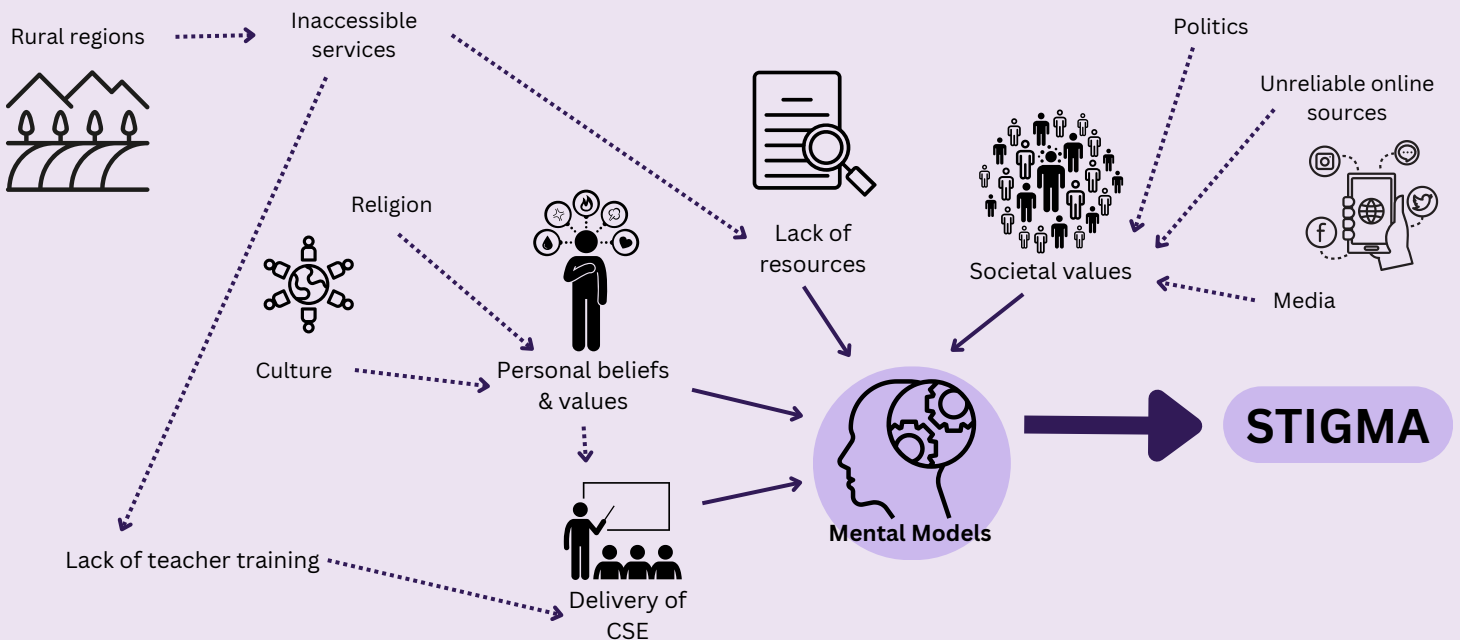 Rural regions
Inaccessible
services
Politics
Unreliable online
sources
Religion
Lack of
resources
Societal values
Media
Culture
Personal beliefs
& values
STIGMA
Mental Models
Lack of teacher training
Delivery of
CSE